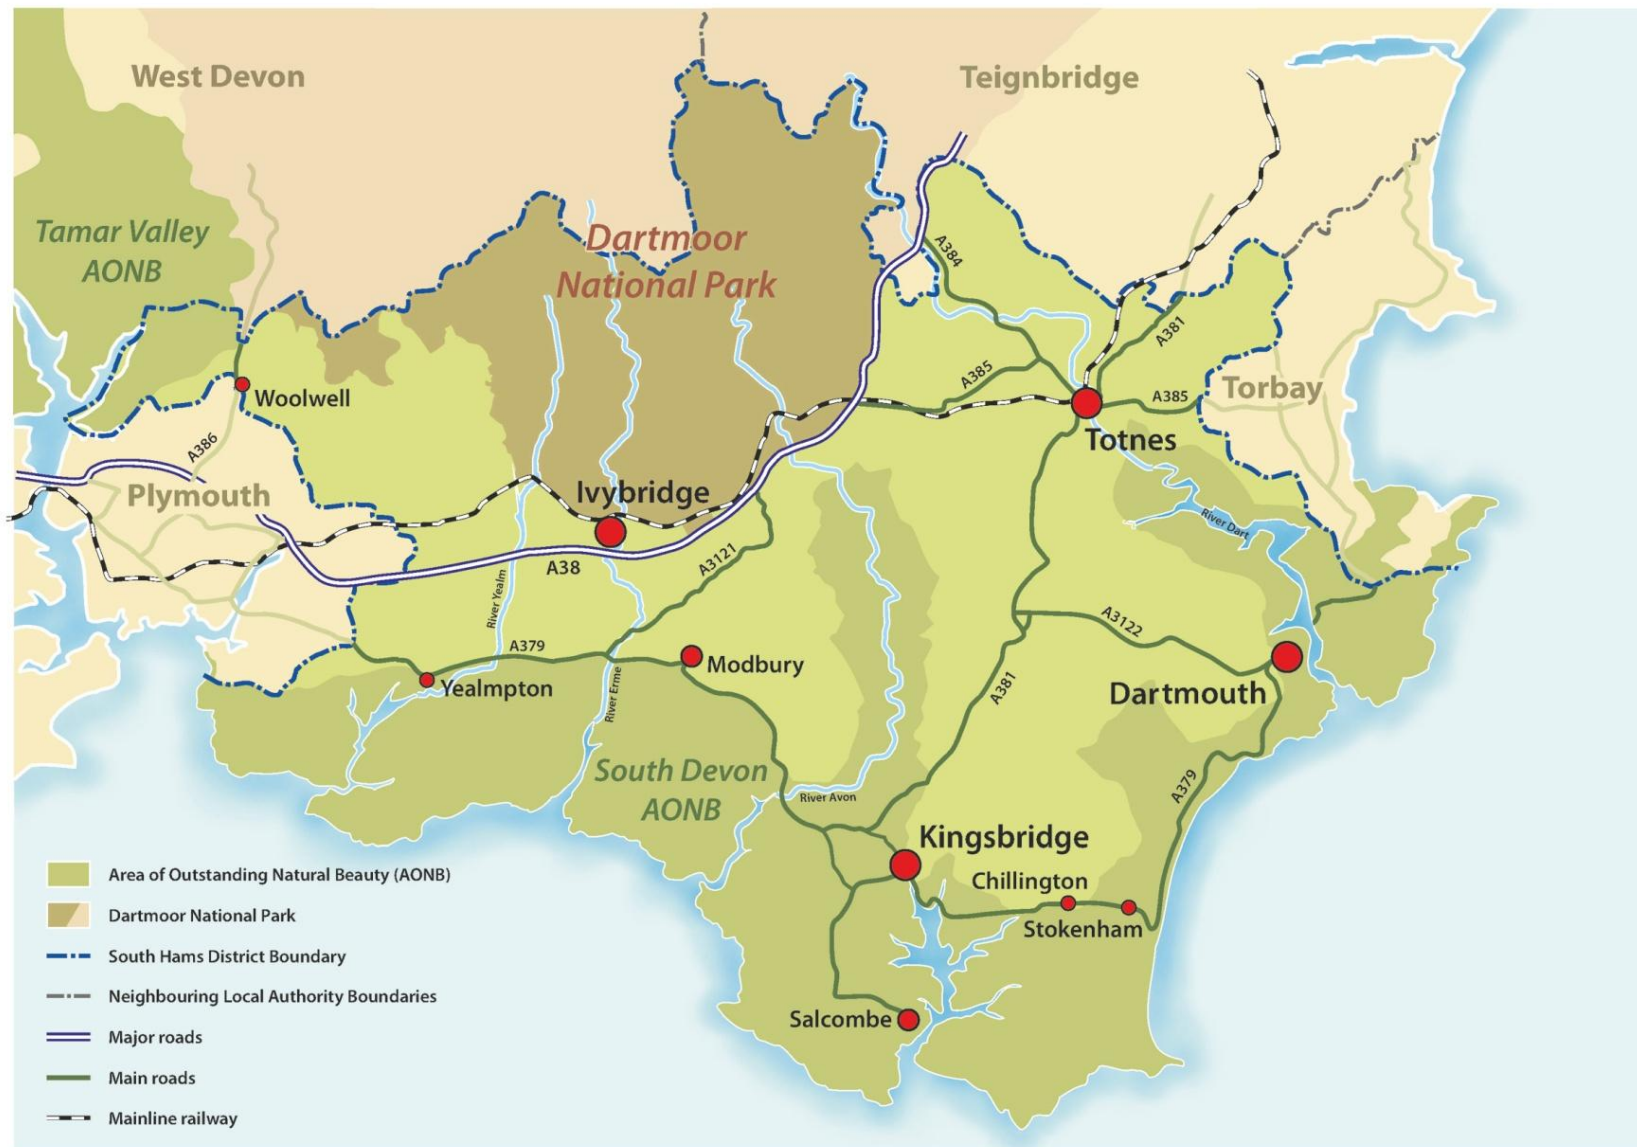 West Devon
Teignbridge
Tamar Valley
AONB
Dartmoor
National Park
A384
A381
A385
A385
Torbay
Woolwell
Totnes
A386
Plymouth
Ivybridge
River Dart
A38
A3121
River Yealm
A379
A3122
Modbury
Yealmpton
River Erme
A381
Dartmouth
South Devon
AONB
River Avon
A379
Kingsbridge
Chillington
Stokenham
Salcombe
Area of Outstanding Natural Beauty (AONB)
Dartmoor National Park
South Hams District Boundary
Neighbouring Local Authority Boundaries
Major roads
Main roads
Mainline railway